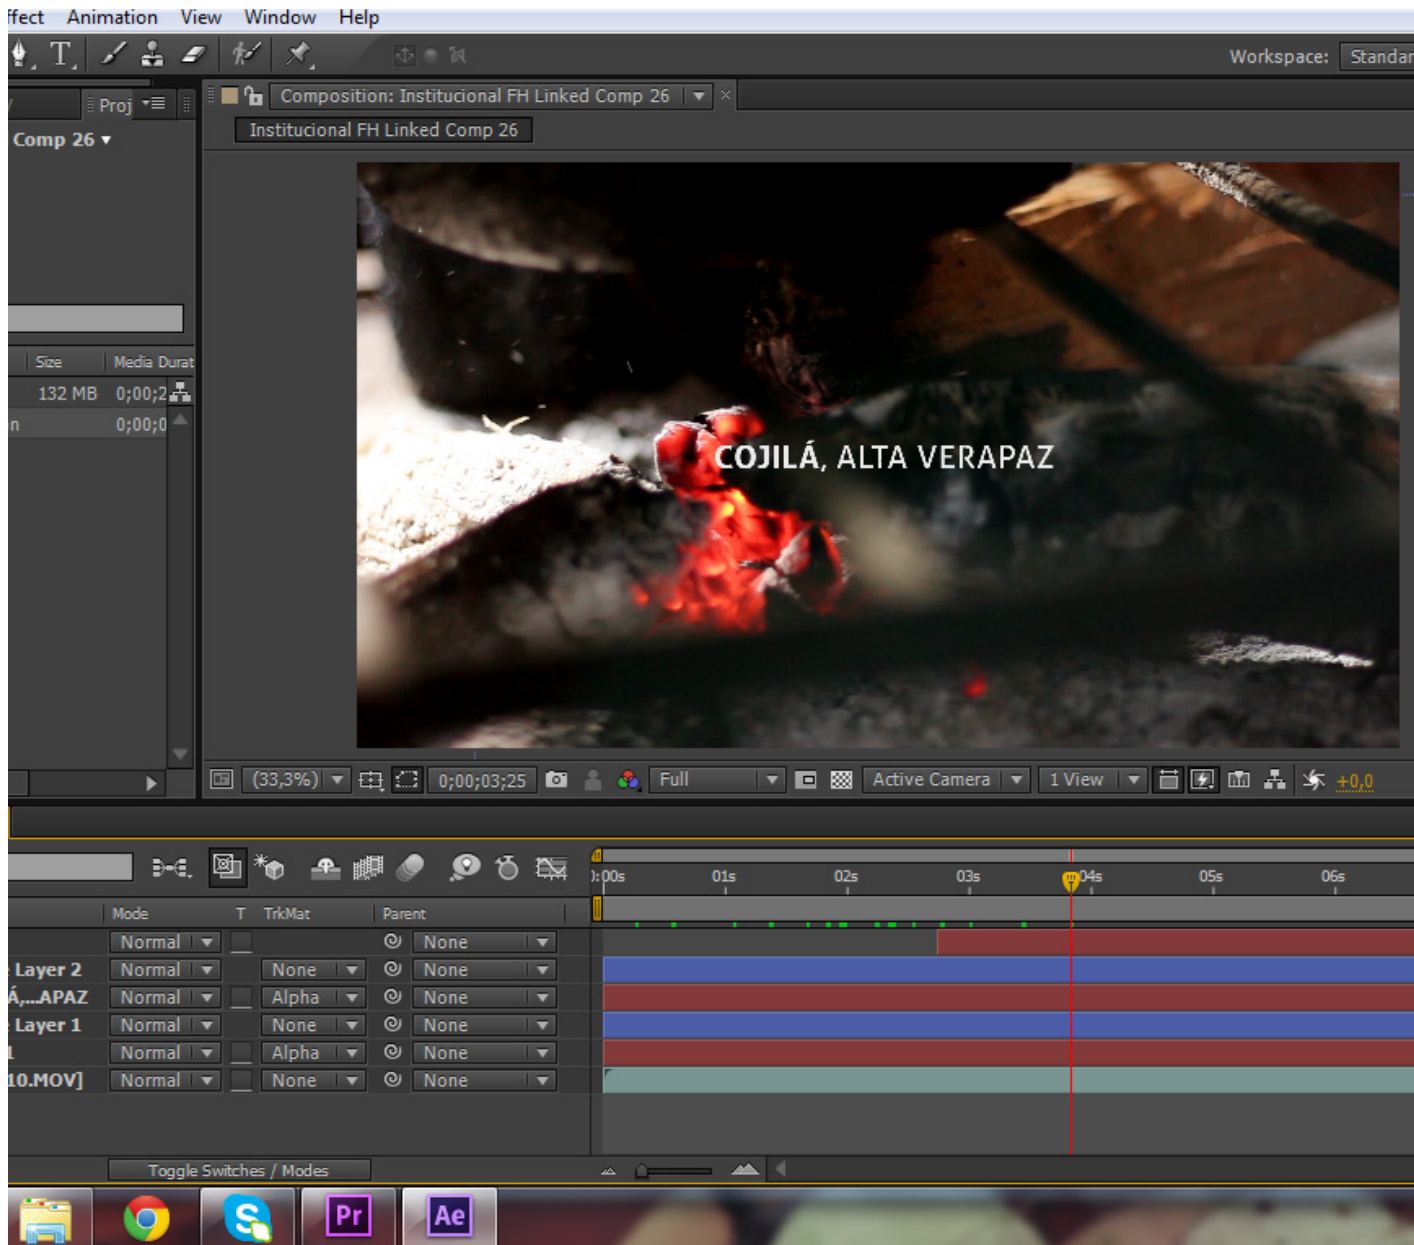 ffect Animation View Window Help
T Workspace: Standar
Proj Composition: Institucional FH Linked Comp 26 ×
Comp 26 Institucional FH Linked Comp 26
COJILÁ, ALTA VERAPAZ
Size Media Durat
132 MB 0;00;2
n 0;00;0
(33,3%) 0;00;03;25 Full Active Camera 1 View +0,0
):00s 01s 02s 03s 04s 05s 06s
Mode T TrkMat Parent
Normal None
Layer 2 Normal None None
Á,...APAZ Normal Alpha None
Layer 1 Normal None None
1 Normal Alpha None
10.MOV] Normal None None
Toggle Switches / Modes
S Pr Ae